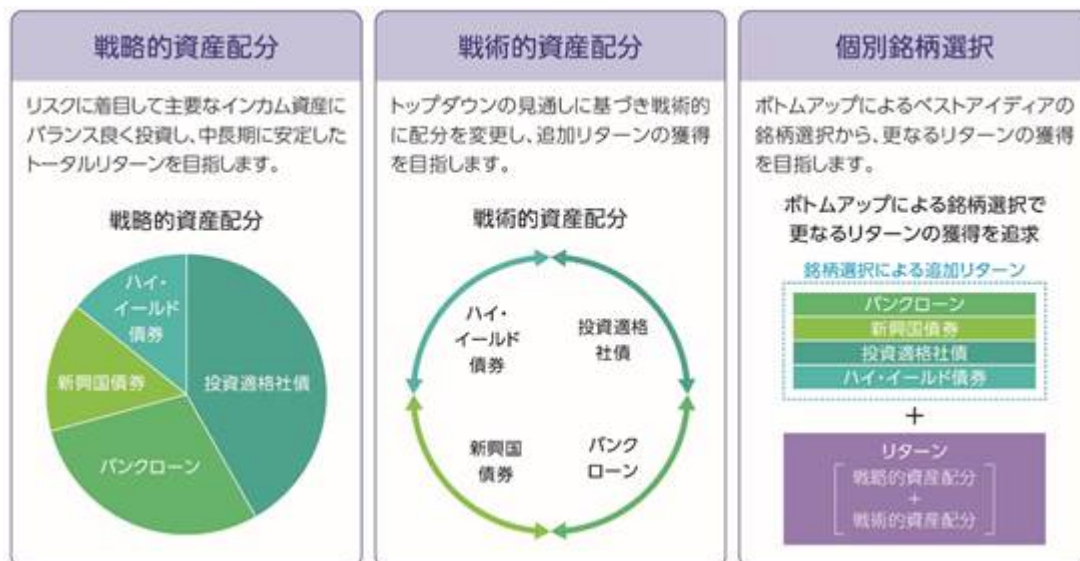 戦略的資産配分
リスクに着目して主要なインカム資産に
バランス良く投資し、中長期に安定した
トータルリターンを目指します。
戦略的資産配分
ハイ・
イールド
債券
新興国債券
投資適格社債
バンクローン
戦術的資産配分
トップダウンの見通しに基づき戦術的
に配分を変更し、追加リターンの獲得
を目指します。
戦術的資産配分
ハイ・
イールド
債券
投資適格
社債
新興国
債券
バンク
ローン
個別銘柄選択
ボトムアップによるベストアイディアの
銘柄選択から、更なるリターンの獲得
を目指します。
ボトムアップによる銘柄選択で
更なるリターンの獲得を追求
銘柄選択による追加リターン
バンクローン
新興国債券
投資適格社債
ハイ・イールド債券
+
リターン
戦略的資産配分
+
戦術的資産配分